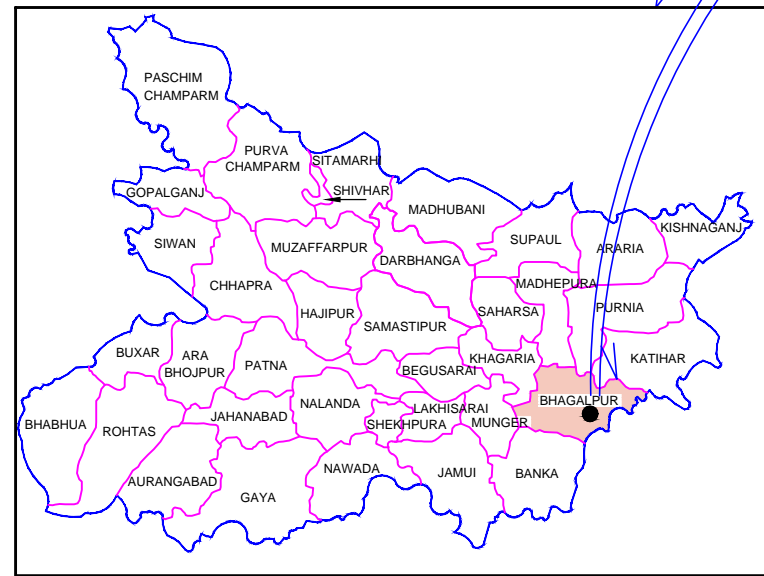 PASCHIM
CHAMPARM
PURVA
CHAMPARM
SITAMARHI
SHIVHAR
GOPALGANJ
MADHUBANI
KISHNAGANJ
SIWAN
MUZAFFARPUR
DARBHANGA
SUPAUL
ARARIA
CHHAPRA
MADHEPURA
HAJIPUR
SAMASTIPUR
SAHARSA
PURNIA
BUXAR
ARA
BHOJPUR
PATNA
BEGUSARAI
KHAGARIA
KATIHAR
BHABHUA
ROHTAS
JAHANABAD
NALANDA
SHEKHPURA
LAKHISARAI
MUNGER
BHAGALPUR
AURANGABAD
GAYA
NAWADA
JAMUI
BANKA